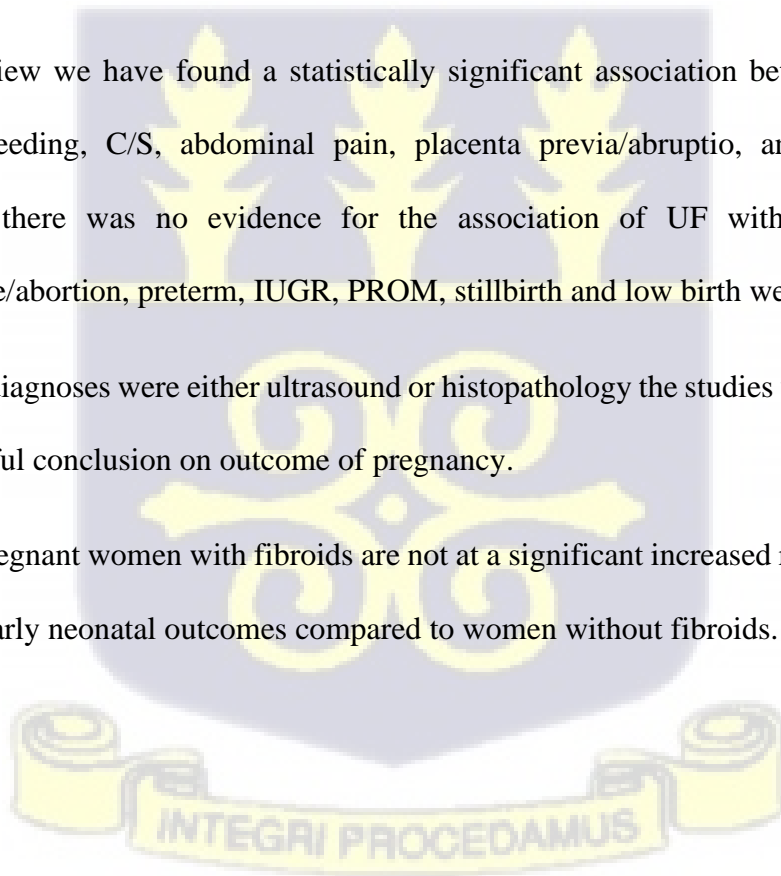 view we have found a statistically significant association be
eeding, C/S, abdominal pain, placenta previa/abruptio, an
there was no evidence for the association of UF with
e/abortion, preterm, IUGR, PROM, stillbirth and low birth we
diagnoses were either ultrasound or histopathology the studies
ful conclusion on outcome of pregnancy.
egnant women with fibroids are not at a significant increased
arly neonatal outcomes compared to women without fibroids.
INTEGRI PROCEDAMUS